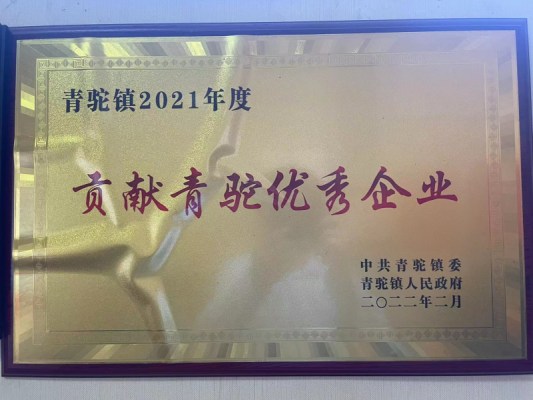 青驼镇2021年度
贡献青驼优秀企业
中共青驼镇委
青驼镇人民政府
二〇二二年二月